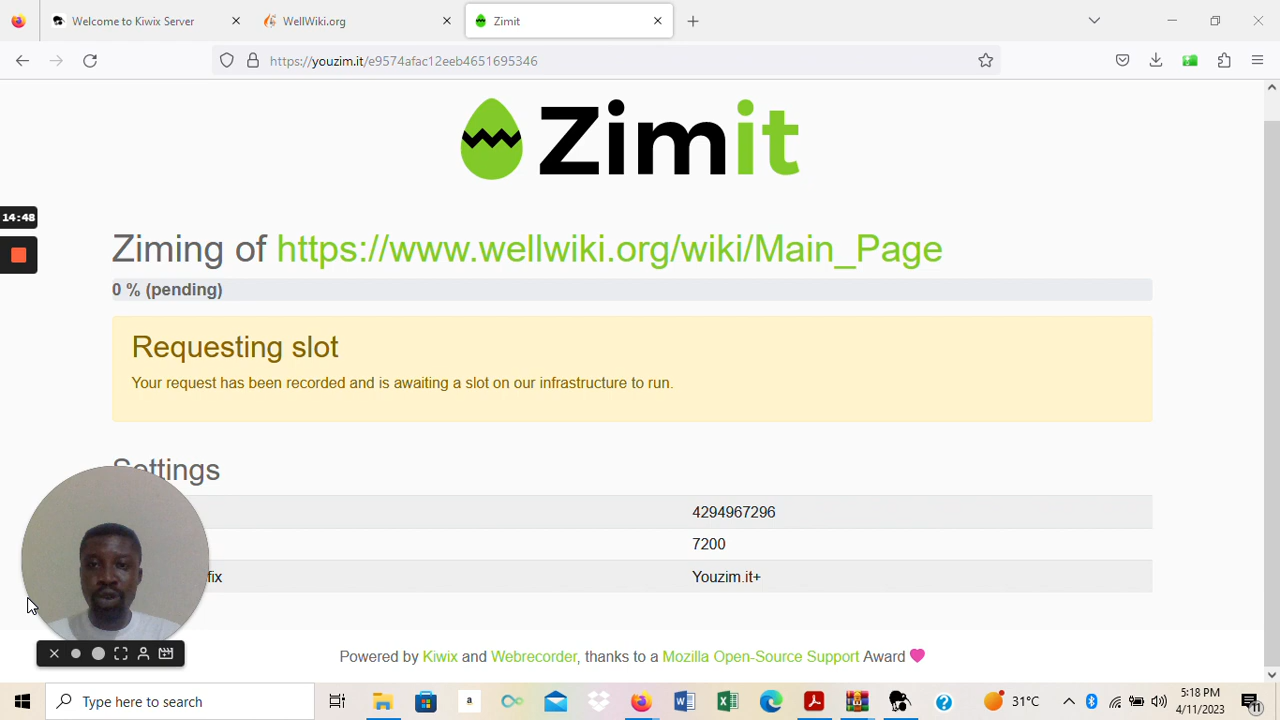 Welcome to Kiwix Server
WellWiki.org
Zimit
https://youzim.it/e9574afac12eeb4651695346
Zimit
14:48
Ziming of https://www.wellwiki.org/wiki/Main_Page
0 % (pending)
Requesting slot
Your request has been recorded and is awaiting a slot on our infrastructure to run.
Settings
4294967296
7200
fix Youzim.it+
Powered by Kiwix and Webrecorder, thanks to a Mozilla Open-Source Support Award
Type here to search
a
31°C
5:18 PM
4/11/2023
11